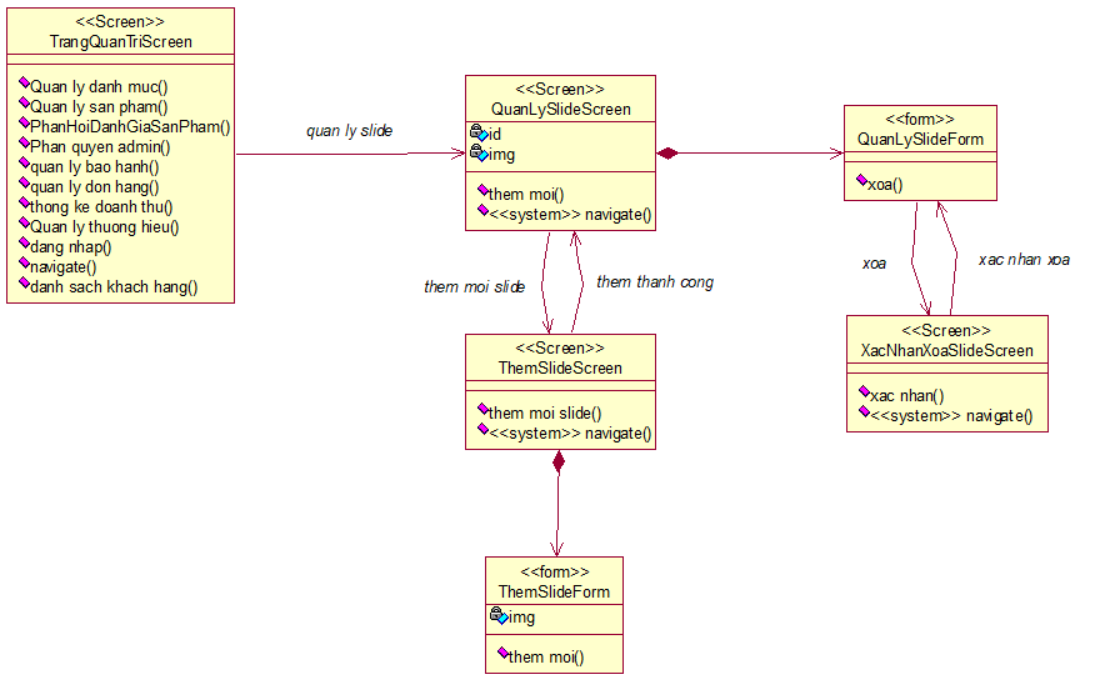 <<Screen>>
TrangQuanTriScreen
Quan ly danh muc()
Quan ly san pham()
PhanHoiDanhGiaSanPham()
Phan quyen admin()
quan ly bao hanh()
quan ly don hang()
thong ke doanh thu()
Quan ly thuong hieu()
dang nhap()
navigate()
danh sach khach hang()
quan ly slide
<<Screen>>
QuanLySlideScreen
id
img
them moi()
<<system>> navigate()
<<form>>
QuanLySlideForm
xoa()
them moi slide
them thanh cong
xoa
xac nhan xoa
<<Screen>>
ThemSlideScreen
them moi slide()
<<system>> navigate()
<<Screen>>
XacNhanXoaSlideScreen
xac nhan()
<<system>> navigate()
<<form>>
ThemSlideForm
img
them moi()